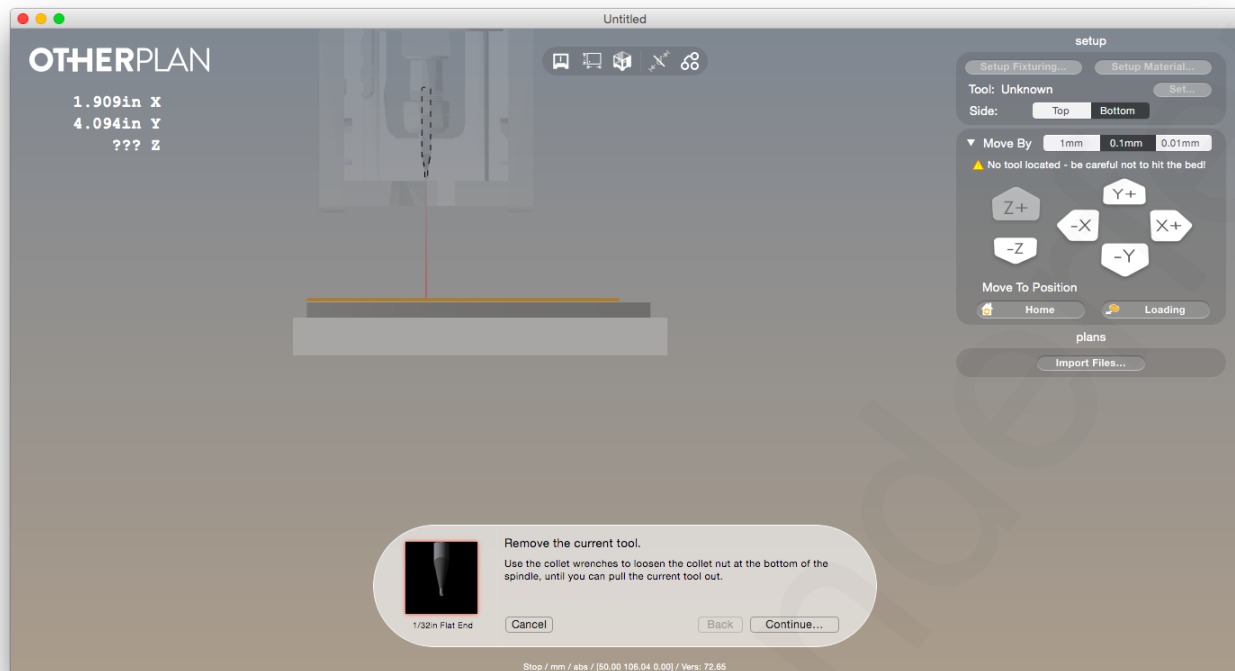 Untitled
OTHERPLAN
1.909in X
4.094in Y
??? Z
setup
Setup Fixturing...
Setup Material...
Tool: Unknown
Set...
Side:
Top
Bottom
Move By
1mm
0.1mm
0.01mm
No tool located - be careful not to hit the bed!
Z+
Y+
-X
X+
-Z
-Y
Move To Position
Home
Loading
plans
Import Files...
Remove the current tool.
Use the collet wrenches to loosen the collet nut at the bottom of the
spindle, until you can pull the current tool out.
1/32in Flat End
Cancel
Back
Continue...
Stop / mm / abs / [50.00 106.04 0.00] / Vers: 72.65